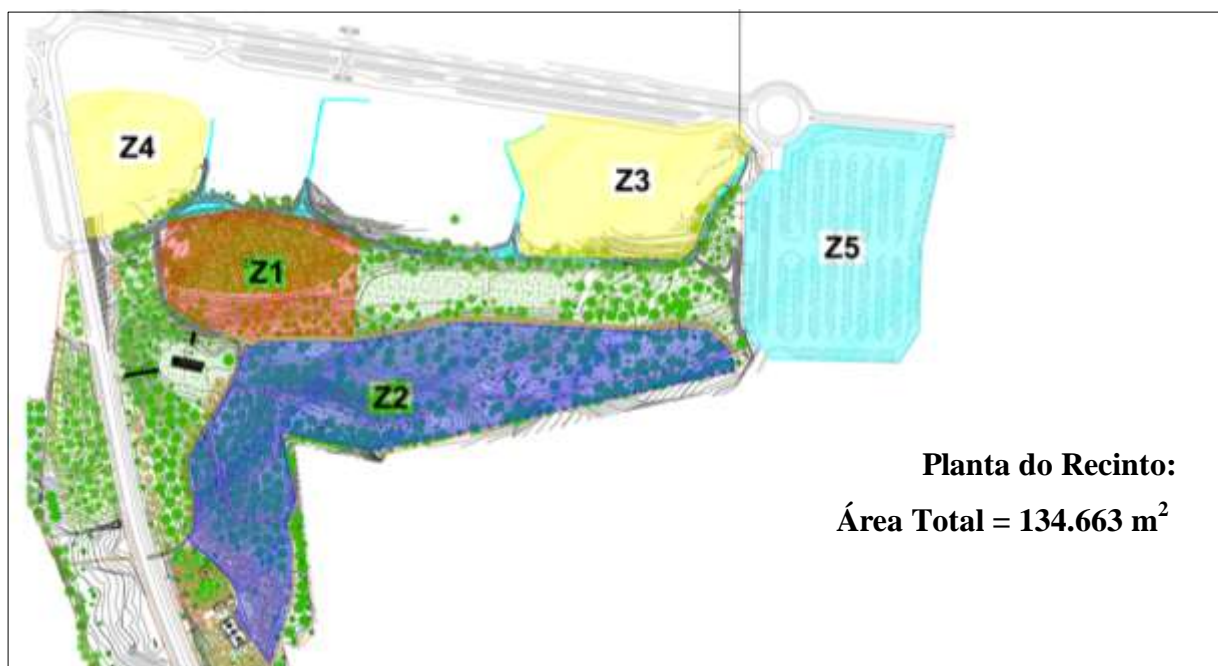 Z4
Z3
Z5
Z1
Z2
Planta do Recinto:
Área Total = 134.663 m²